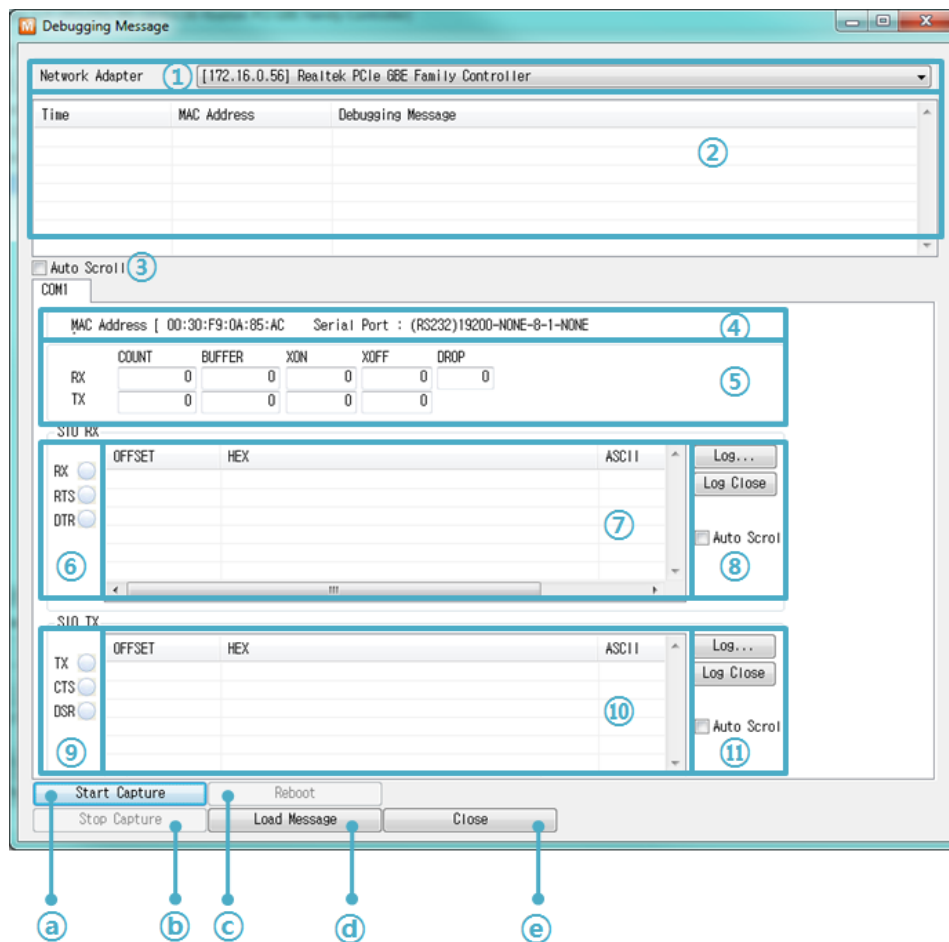 Debugging Message
Network Adapter ① [172.16.0.56] Realtek PCIe GBE Family Controller
Time MAC Address Debugging Message
②
Auto Scroll ③
COM1
MAC Address [ 00:30:F9:0A:85:AC Serial Port : (RS232)19200-NONE-8-1-NONE ④
COUNT BUFFER XON XOFF DROP
RX 0 0 0 0 0 ⑤
TX 0 0 0 0
SIO RX
OFFSET HEX ASCII Log...
RX
Log Close
RTS
DTR ⑦
Auto Scrol
⑥ ⑧
SIO TX
OFFSET HEX ASCII Log...
TX
Log Close
CTS
DSR ⑩
Auto Scrol
⑨ ⑪
Start Capture Reboot
Stop Capture Load Message Close
ⓐ ⓑ ⓒ ⓓ ⓔ